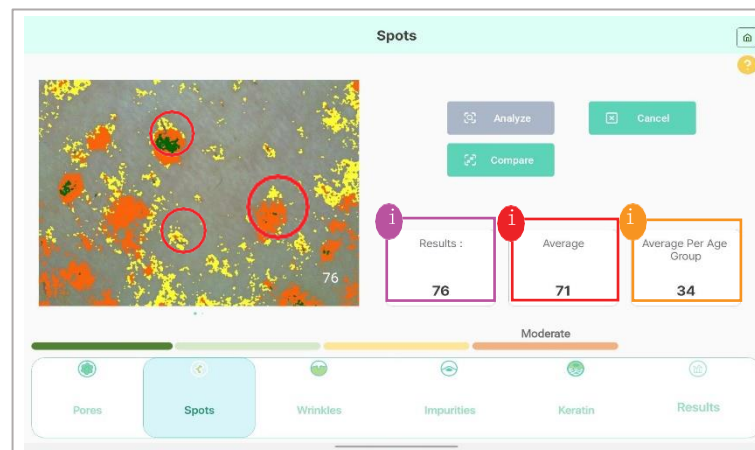 Spots
?
Analyze
Cancel
Compare
76
i
i
i
Results :
Average
Average Per Age
Group
76
71
34
Moderate
Pores
Spots
Wrinkles
Impurities
Keratin
Results